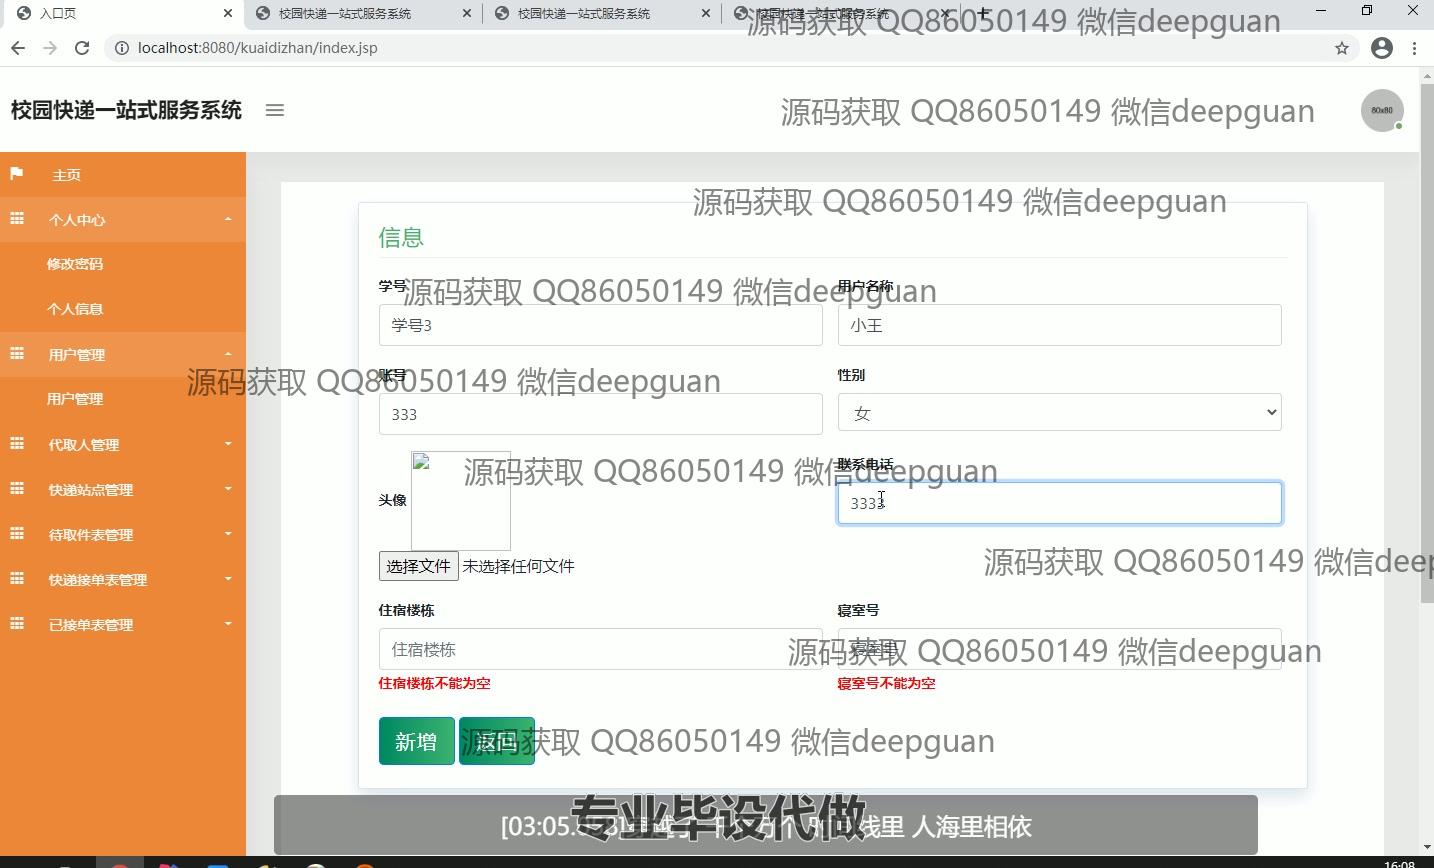 入口页
校园快递一站式服务系统
校园快递一站式服务系统
校园快递一站式服务系统
localhost:8080/kuaidizhan/index.jsp
源码获取 QQ86050149 微信deepguan
校园快递一站式服务系统
源码获取 QQ86050149 微信deepguan
80x80
主页
个人中心
修改密码
个人信息
用户管理
用户管理
代取人管理
快递站点管理
待取件表管理
快递接单表管理
已接单表管理
源码获取 QQ86050149 微信deepguan
信息
学号
用户名称
源码获取 QQ86050149 微信deepguan
学号3
小王
账号
性别
源码获取 QQ86050149 微信deepguan
333
女
头像
联系电话
源码获取 QQ86050149 微信deepguan
3333
选择文件 未选择任何文件
源码获取 QQ86050149 微信deep
住宿楼栋
寝室号
住宿楼栋
寝室号
源码获取 QQ86050149 微信deepguan
住宿楼栋不能为空
寝室号不能为空
新增
返回
源码获取 QQ86050149 微信deepguan
专业毕设代做
[03:05. 线里 人海里相依
16:08